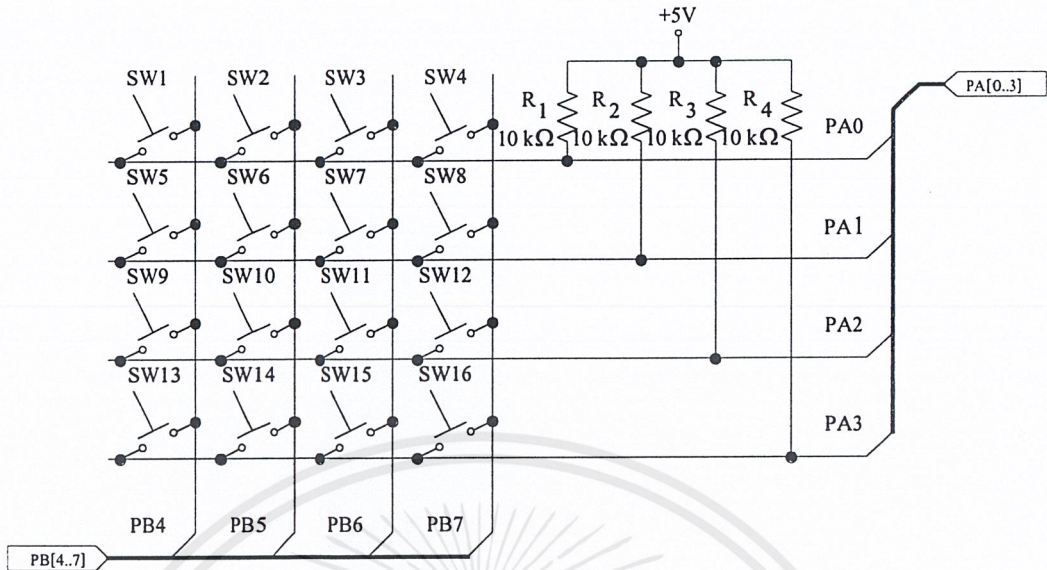 +5V
SW1 SW2 SW3 SW4
PA[0..3]
R1 R2 R3 R4
10 kΩ 10 kΩ 10 kΩ 10 kΩ
PA0
SW5 SW6 SW7 SW8
PA1
SW9 SW10 SW11 SW12
PA2
SW13 SW14 SW15 SW16
PA3
PB4 PB5 PB6 PB7
PB[4..7]